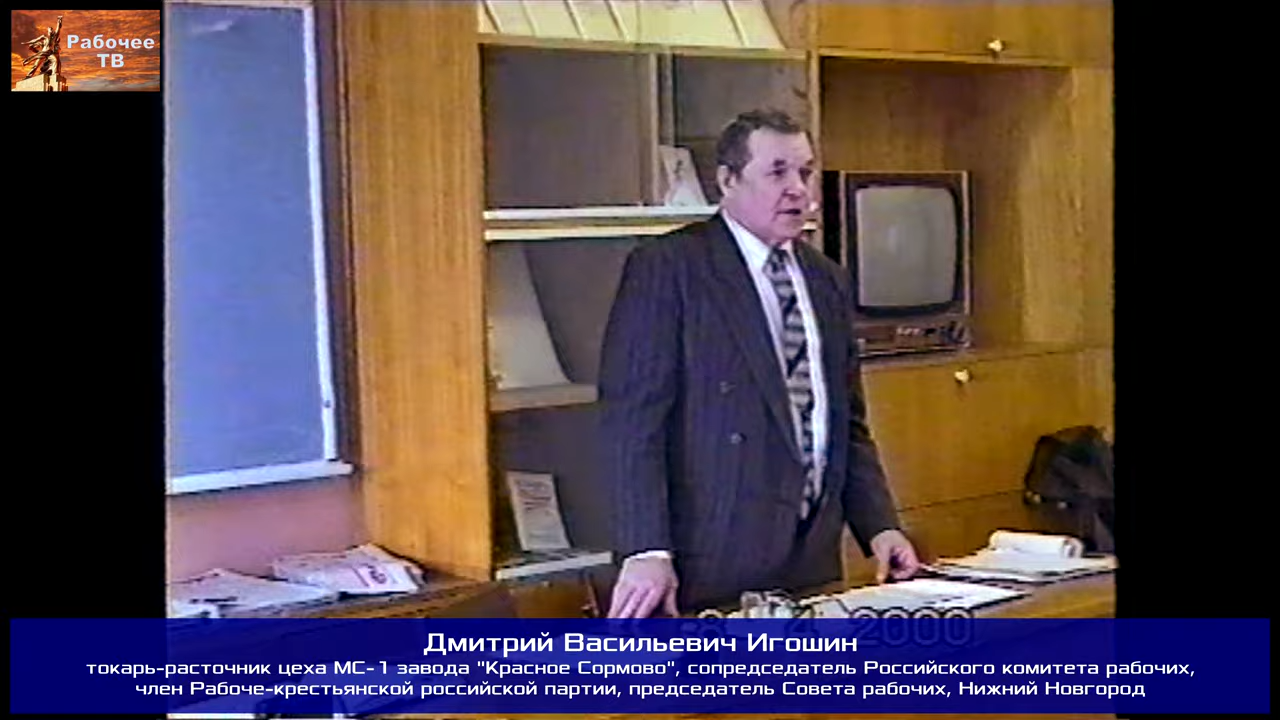 Рабочее
ТВ
2000
Дмитрий Васильевич Игошин
токарь-расточник цеха МС-1 завода "Красное Сормово", сопредседатель Российского комитета рабочих,
член Рабоче-крестьянской российской партии, председатель Совета рабочих, Нижний Новгород